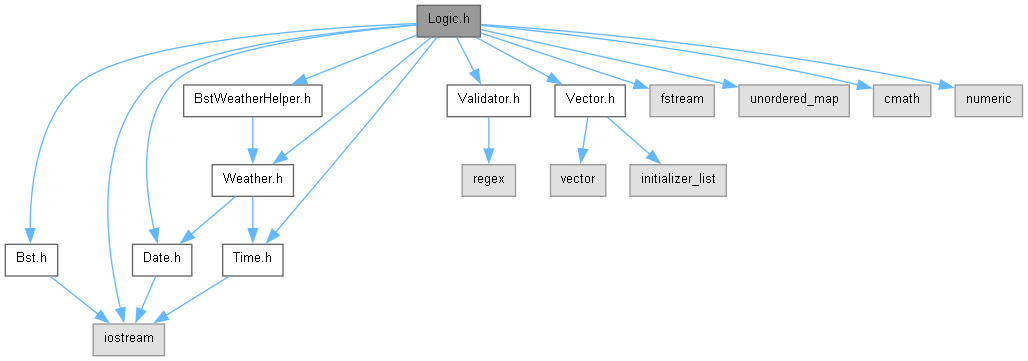 Logic.h
BstWeatherHelper.h
Validator.h
Vector.h
fstream
unordered_map
cmath
numeric
Weather.h
regex
vector
initializer_list
Bst.h
Date.h
Time.h
iostream